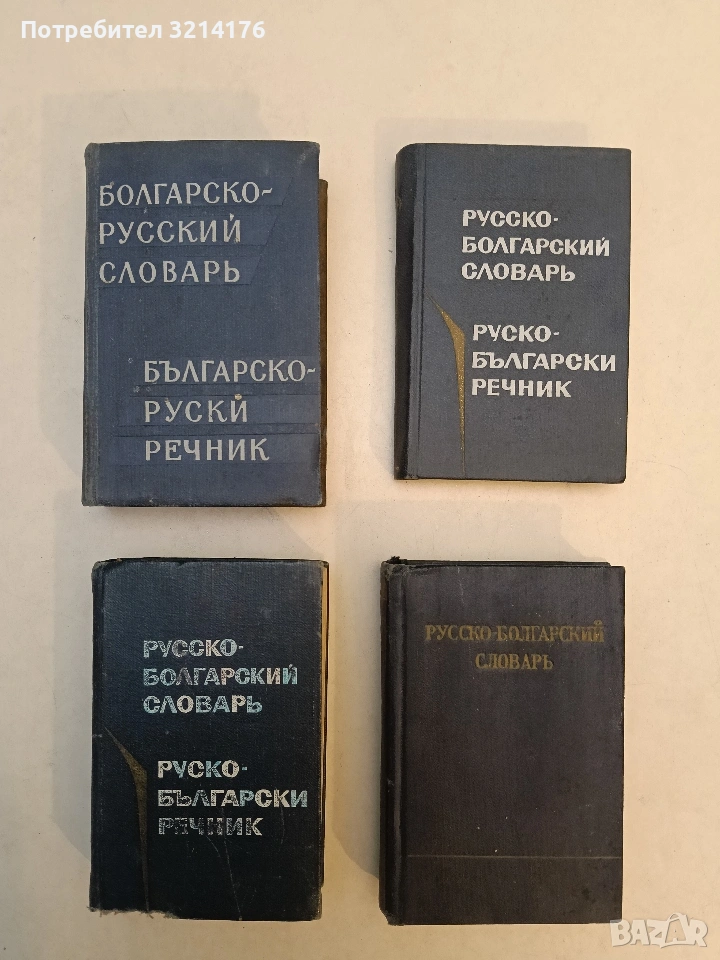 Потребител 3214176
БОЛГАРСКО-
РУССКИЙ
СЛОВАРЬ
БЪЛГАРСКО-
РУСКИ
РЕЧНИК
РУССКО-
БОЛГАРСКИЙ
СЛОВАРЬ
РУСКО-
БЪЛГАРСКИ
РЕЧНИК
РУССКО-
БОЛГАРСКИЙ
СЛОВАРЬ
РУСКО-
БЪЛГАРСКИ
РЕЧНИК
РУССКО-БОЛГАРСКИЙ
СЛОВАРЬ
BAZAR